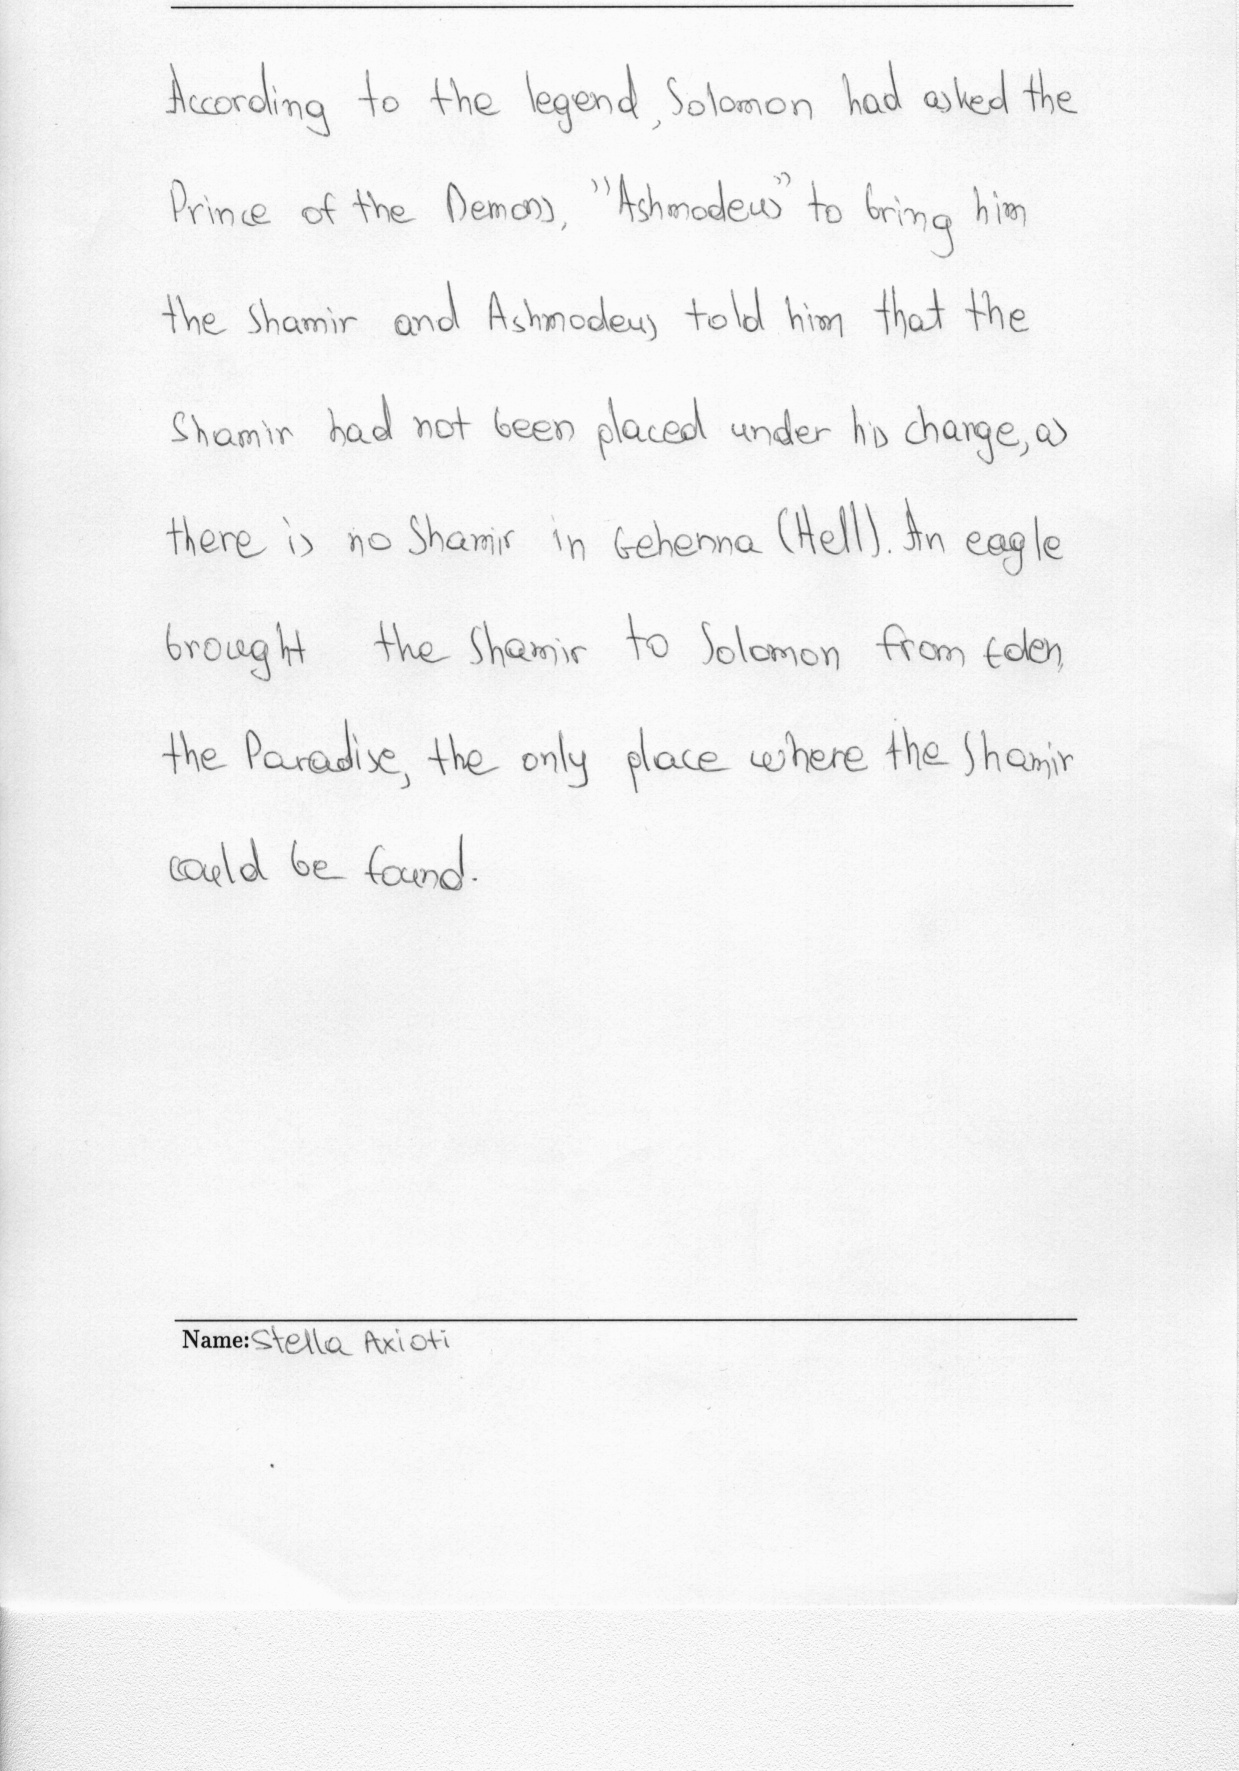 According to the legend, Solomon had asked the
Prince of the Demons, "Ashmodeus" to bring him
the Shamir and Ashmodeus told him that the
Shamir had not been placed under his charge, as
there is no Shamir in Gehenna (Hell). An eagle
brought the Shamir to Solomon from Eden,
the Paradise, the only place where the Shamir
could be found.
Name: Stella Axioti